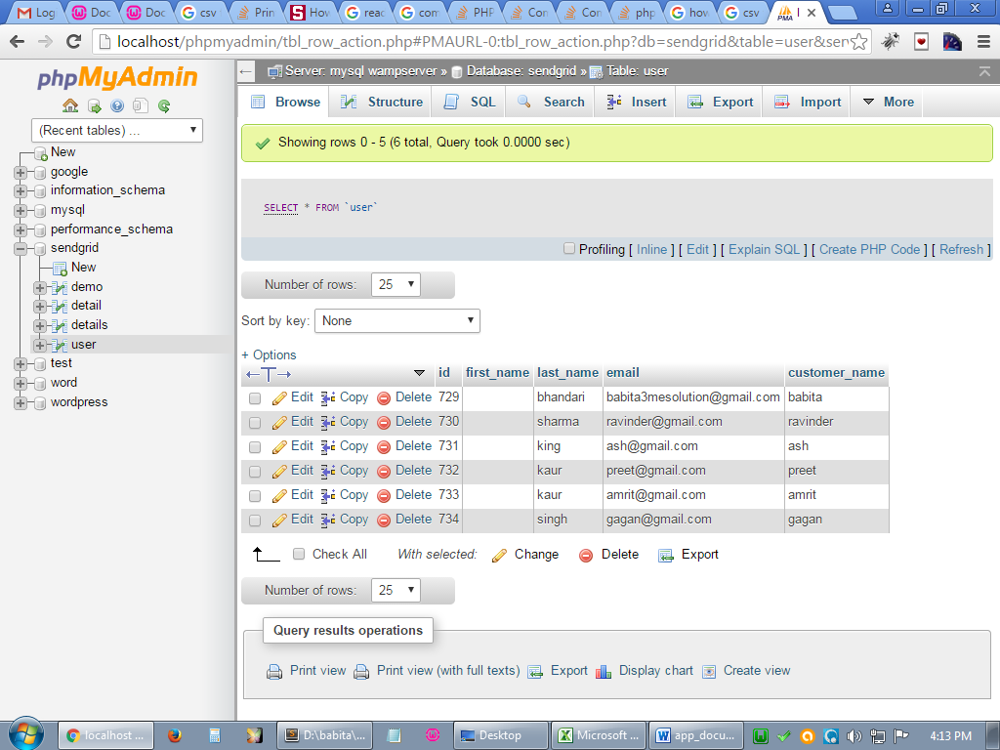 Log
Doc
Doc
csv
Prin
How
reac
com
PHP
Con
Con
php
how
csv
localhost/phpmyadmin/tbl_row_action.php#PMAURL-0:tbl_row_action.php?db=sendgrid&table=user&ser
phpMyAdmin
(Recent tables) ...
New
google
information_schema
mysql
performance_schema
sendgrid
New
demo
detail
details
user
test
word
wordpress
Server: mysql wampserver » Database: sendgrid » Table: user
Browse Structure SQL Search Insert Export Import More
Showing rows 0 - 5 (6 total, Query took 0.0000 sec)
SELECT * FROM `user`
Profiling [ Inline ] [ Edit ] [ Explain SQL ] [ Create PHP Code ] [ Refresh ]
Number of rows: 25
Sort by key: None
+ Options
←T→ id first_name last_name email customer_name
Edit Copy Delete 729 bhandari babita3mesolution@gmail.com babita
Edit Copy Delete 730 sharma ravinder@gmail.com ravinder
Edit Copy Delete 731 king ash@gmail.com ash
Edit Copy Delete 732 kaur preet@gmail.com preet
Edit Copy Delete 733 kaur amrit@gmail.com amrit
Edit Copy Delete 734 singh gagan@gmail.com gagan
Check All With selected: Change Delete Export
Number of rows: 25
Query results operations
Print view Print view (with full texts) Export Display chart Create view
localhost ...
D:\babita\...
Desktop
Microsoft ...
app_docu...
4:13 PM